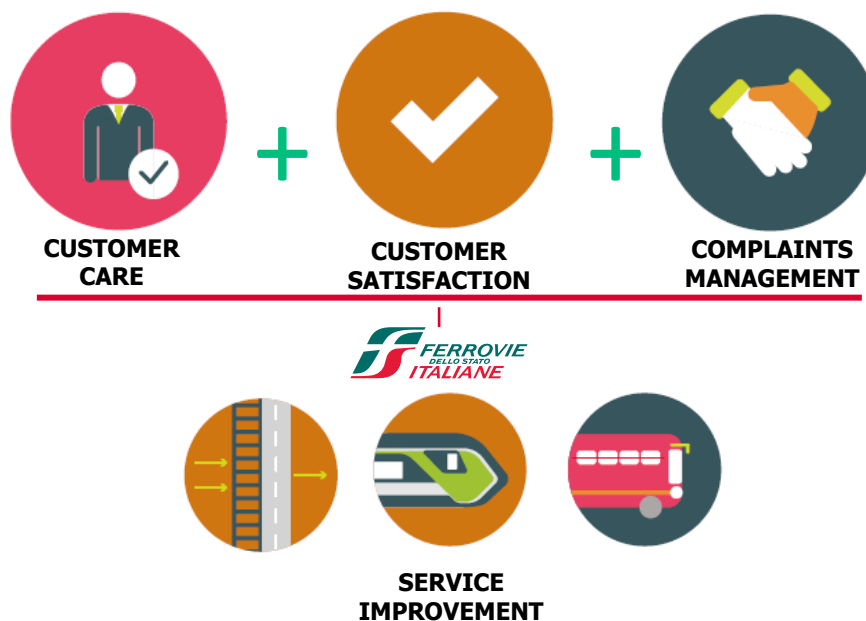 CUSTOMER
CARE
CUSTOMER
SATISFACTION
COMPLAINTS
MANAGEMENT
FERROVIE
DELLO STATO
ITALIANE
SERVICE
IMPROVEMENT